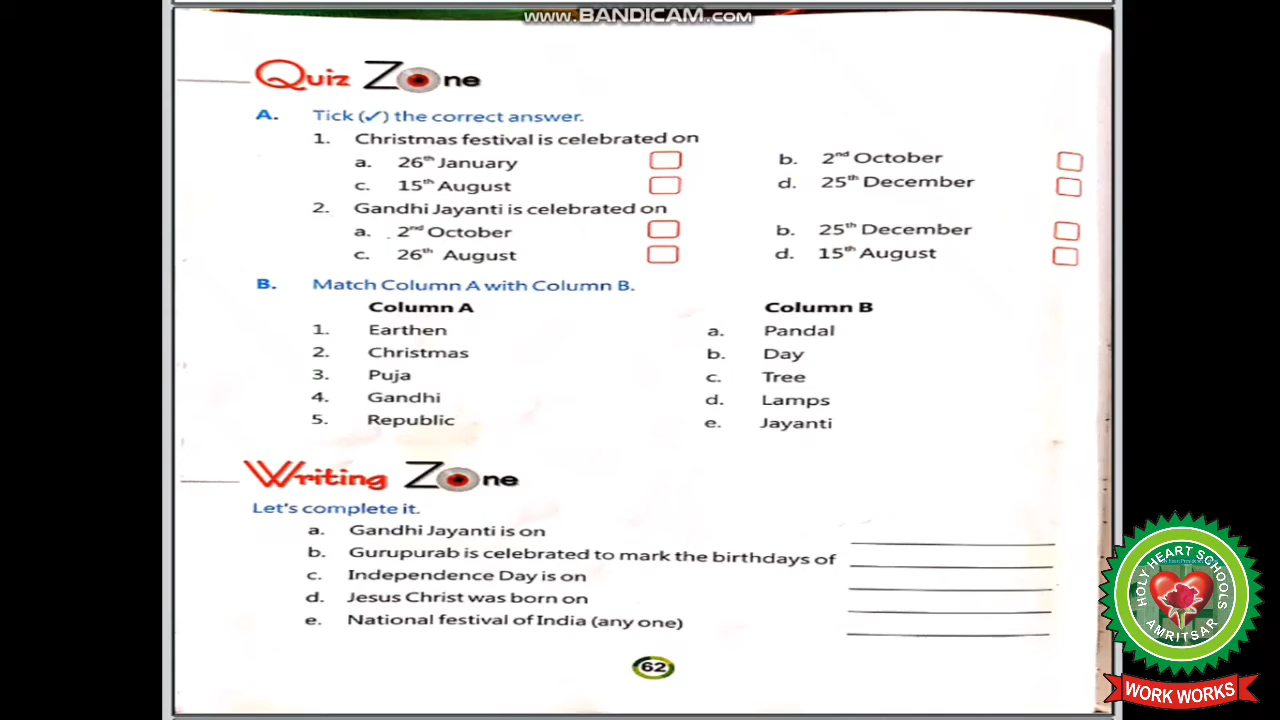 www.BANDICAM.com
Quiz Zone
A. Tick (✓) the correct answer.
1. Christmas festival is celebrated on
a. 26th January b. 2nd October
c. 15th August d. 25th December
2. Gandhi Jayanti is celebrated on
a. 2nd October b. 25th December
c. 26th August d. 15th August
B. Match Column A with Column B.
Column A Column B
1. Earthen a. Pandal
2. Christmas b. Day
3. Puja c. Tree
4. Gandhi d. Lamps
5. Republic e. Jayanti
Writing Zone
Let's complete it.
a. Gandhi Jayanti is on
b. Gurupurab is celebrated to mark the birthdays of
c. Independence Day is on
d. Jesus Christ was born on
e. National festival of India (any one)
62
HOLY HEART SCHOOLS
AMRITSAR
WORK WORKS